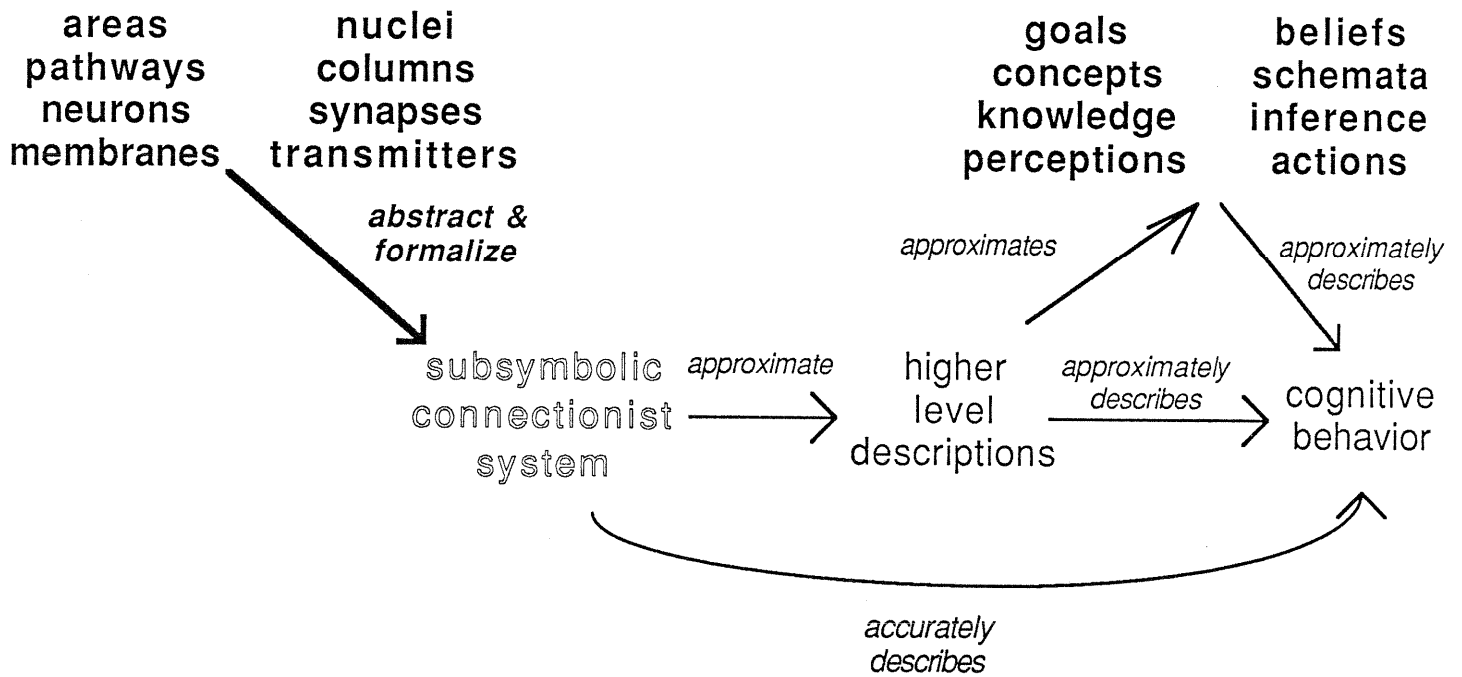 areas
pathways
neurons
membranes
nuclei
columns
synapses
transmitters
abstract &
formalize
goals
concepts
knowledge
perceptions
beliefs
schemata
inference
actions
approximates
approximately
describes
subsymbolic
connectionist
system
approximate
higher
level
descriptions
approximately
describes
cognitive
behavior
accurately
describes